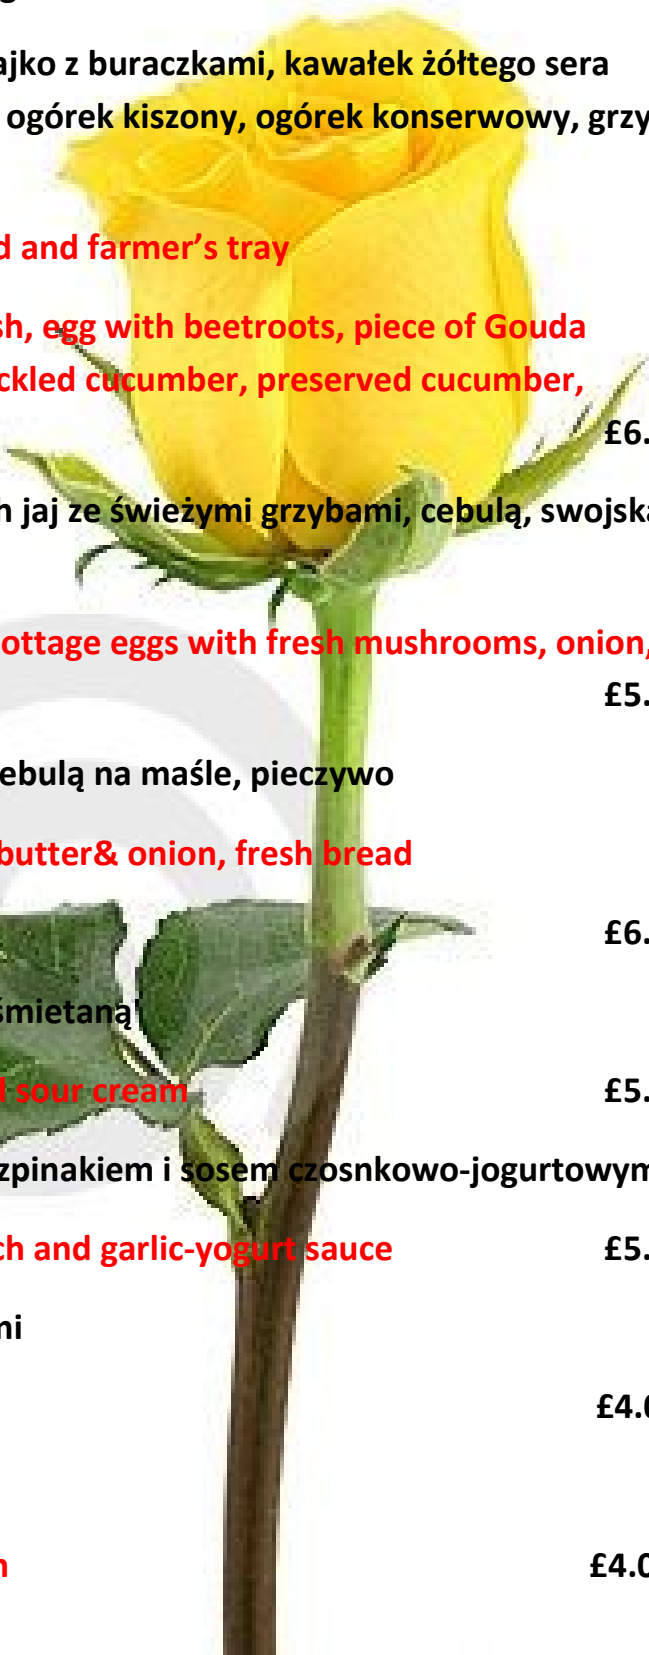 ajko z buraczkami, kawałek żółtego sera
ogórek kiszony, ogórek konserwowy, grzy
d and farmer’s tray
sh, egg with beetroots, piece of Gouda
ckled cucumber, preserved cucumber,
£6.
h jaj ze świeżymi grzybami, cebulą, swojska
ottage eggs with fresh mushrooms, onion,
£5.
ebulą na maśle, pieczywo
butter& onion, fresh bread
£6.
śmietaną
d sour cream £5.
zpinakiem i sosem czosnkowo-jogurtowym
ch and garlic-yogurt sauce £5.
ni
£4.0
n £4.0